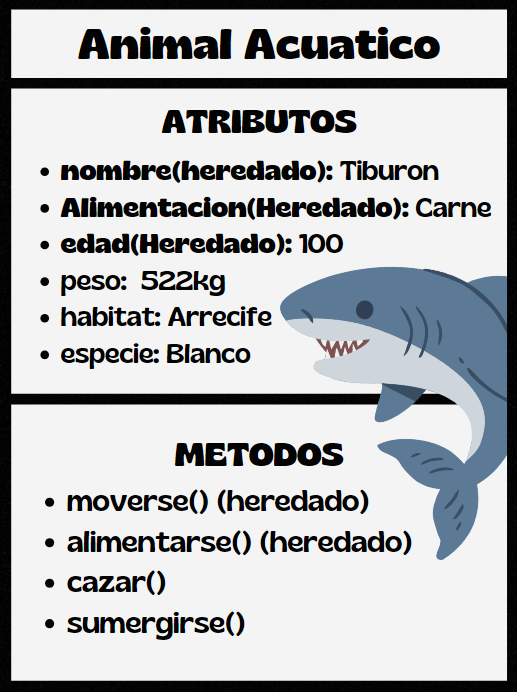 Animal Acuatico
ATRIBUTOS
• nombre(heredado): Tiburon
• Alimentacion(Heredado): Carne
• edad(Heredado): 100
• peso: 522kg
• habitat: Arrecife
• especie: Blanco
METODOS
• moverse() (heredado)
• alimentarse() (heredado)
• cazar()
• sumergirse()